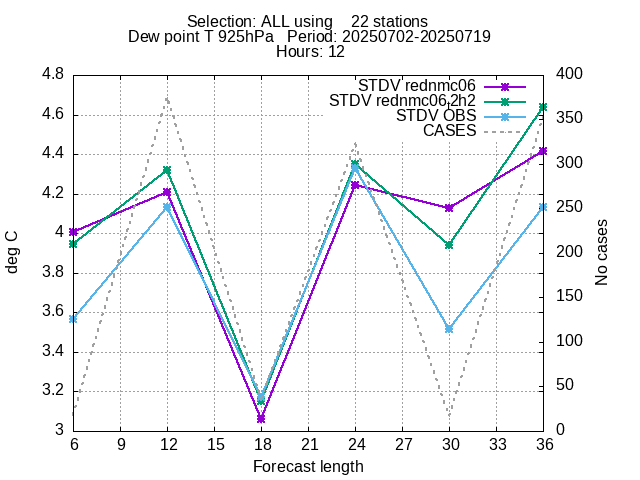 Selection: ALL using    22 stations
Dew point T 925hPa   Period: 20250702-20250719
Hours: 12
STDV rednmc06
STDV rednmc06.2h2
STDV OBS
CASES
deg C
4.8
4.6
4.4
4.2
4
3.8
3.6
3.4
3.2
3
No cases
400
350
300
250
200
150
100
50
0
6 9 12 15 18 21 24 27 30 33 36
Forecast length